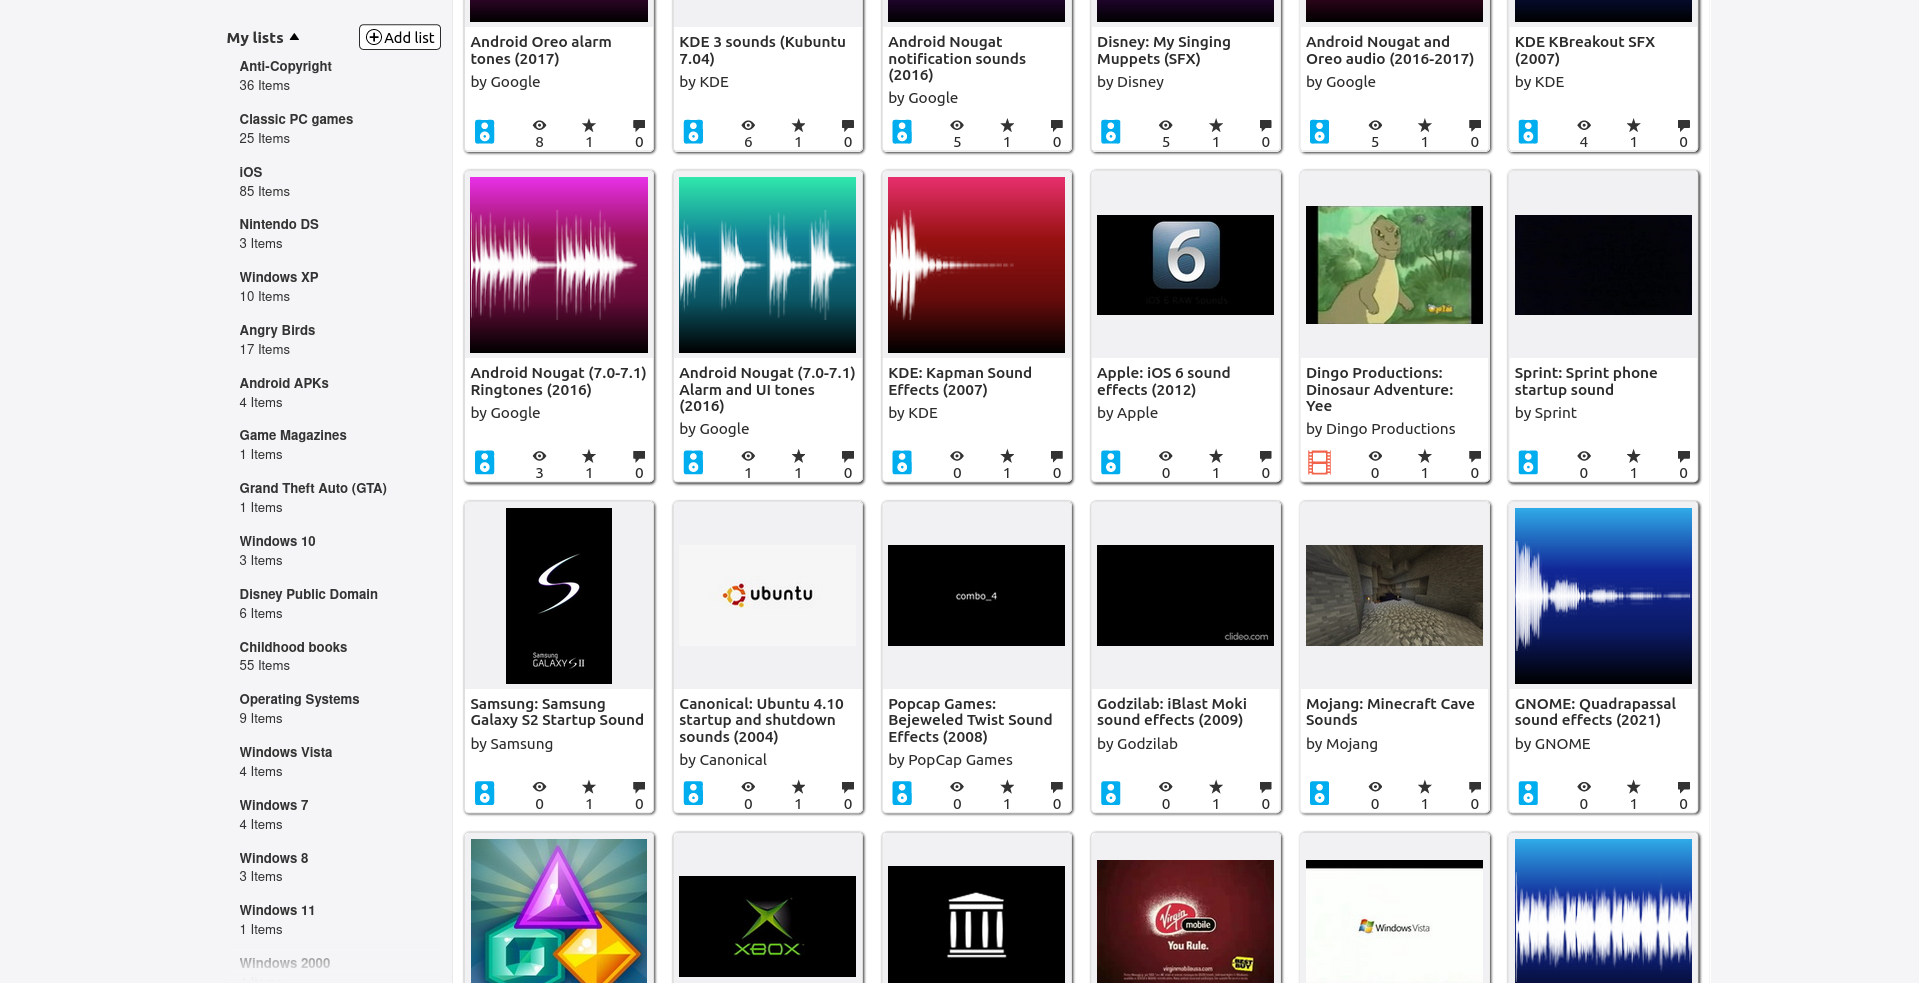 My lists
Add list
Anti-Copyright
36 Items
Classic PC games
25 Items
iOS
85 Items
Nintendo DS
3 Items
Windows XP
10 Items
Angry Birds
17 Items
Android APKs
4 Items
Game Magazines
1 Items
Grand Theft Auto (GTA)
1 Items
Windows 10
3 Items
Disney Public Domain
6 Items
Childhood books
55 Items
Operating Systems
9 Items
Windows Vista
4 Items
Windows 7
4 Items
Windows 8
3 Items
Windows 11
1 Items
Windows 2000
Android Oreo alarm
tones (2017)
by Google
8 1 0
KDE 3 sounds (Kubuntu
7.04)
by KDE
6 1 0
Android Nougat
notification sounds
(2016)
by Google
5 1 0
Disney: My Singing
Muppets (SFX)
by Disney
5 1 0
Android Nougat and
Oreo audio (2016-2017)
by Google
5 1 0
KDE KBreakout SFX
(2007)
by KDE
4 1 0
Android Nougat (7.0-7.1)
Ringtones (2016)
by Google
3 1 0
Android Nougat (7.0-7.1)
Alarm and UI tones
(2016)
by Google
1 1 0
KDE: Kapman Sound
Effects (2007)
by KDE
0 1 0
6
iOS 6 RAW Sounds
Apple: iOS 6 sound
effects (2012)
by Apple
0 1 0
Dingo Productions:
Dinosaur Adventure:
Yee
by Dingo Productions
0 1 0
Sprint: Sprint phone
startup sound
by Sprint
0 1 0
S
Samsung
GALAXY S II
Samsung: Samsung
Galaxy S2 Startup Sound
by Samsung
0 1 0
ubuntu
Canonical: Ubuntu 4.10
startup and shutdown
sounds (2004)
by Canonical
0 1 0
combo_4
Popcap Games:
Bejeweled Twist Sound
Effects (2008)
by PopCap Games
0 1 0
clideo.com
Godzilab: iBlast Moki
sound effects (2009)
by Godzilab
0 1 0
Mojang: Minecraft Cave
Sounds
by Mojang
0 1 0
GNOME: Quadrapassal
sound effects (2021)
by GNOME
0 1 0
XBOX
Virgin
mobile
You Rule.
virginmobileusa.com
BEST BUY
Windows Vista